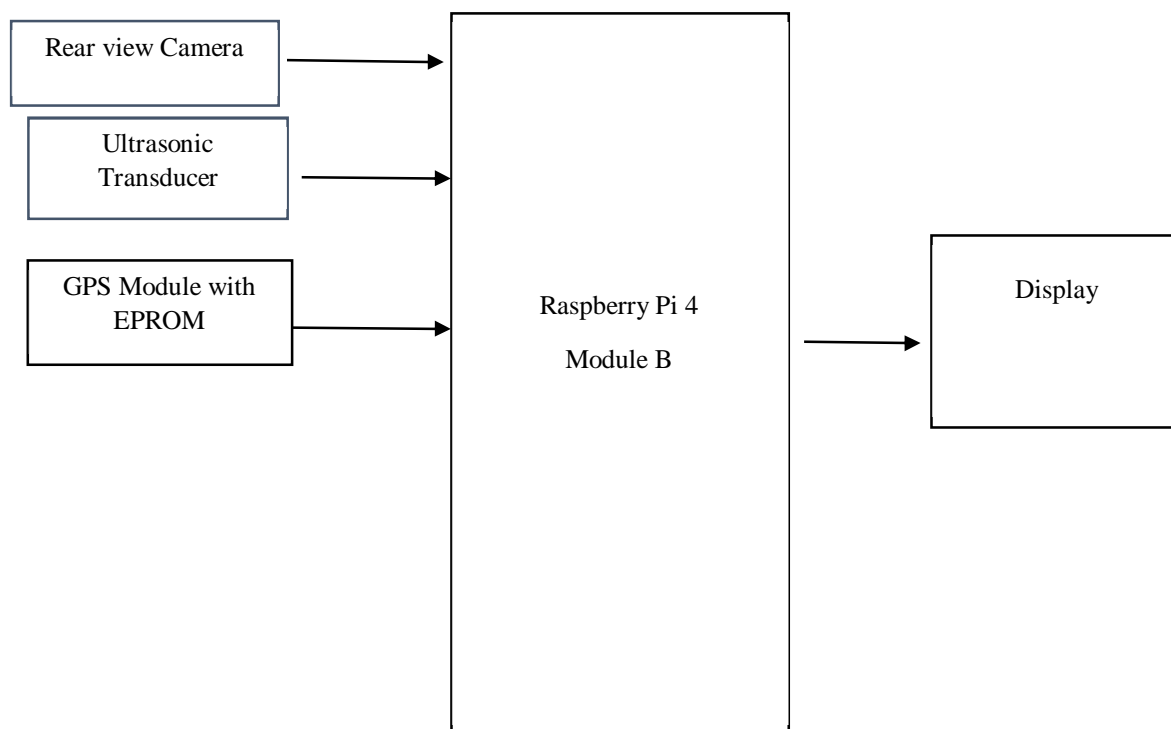 Rear view Camera
Ultrasonic
Transducer
GPS Module with
EPROM
Raspberry Pi 4
Module B
Display